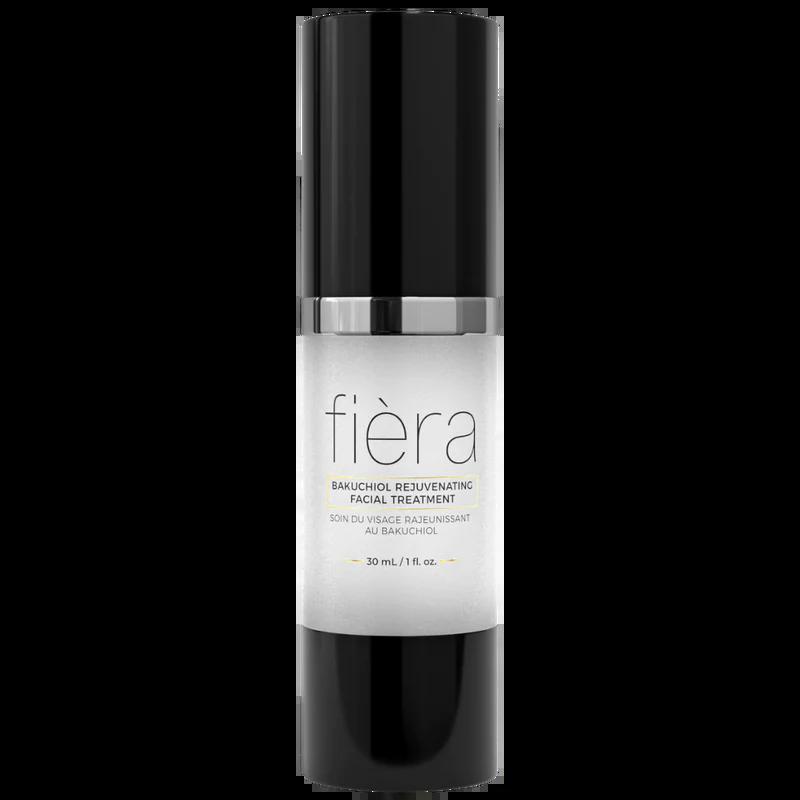 fièra
BAKUCHIOL REJUVENATING
FACIAL TREATMENT
SOIN DU VISAGE RAJEUNISSANT
AU BAKUCHIOL
30 mL / 1 fl. oz.